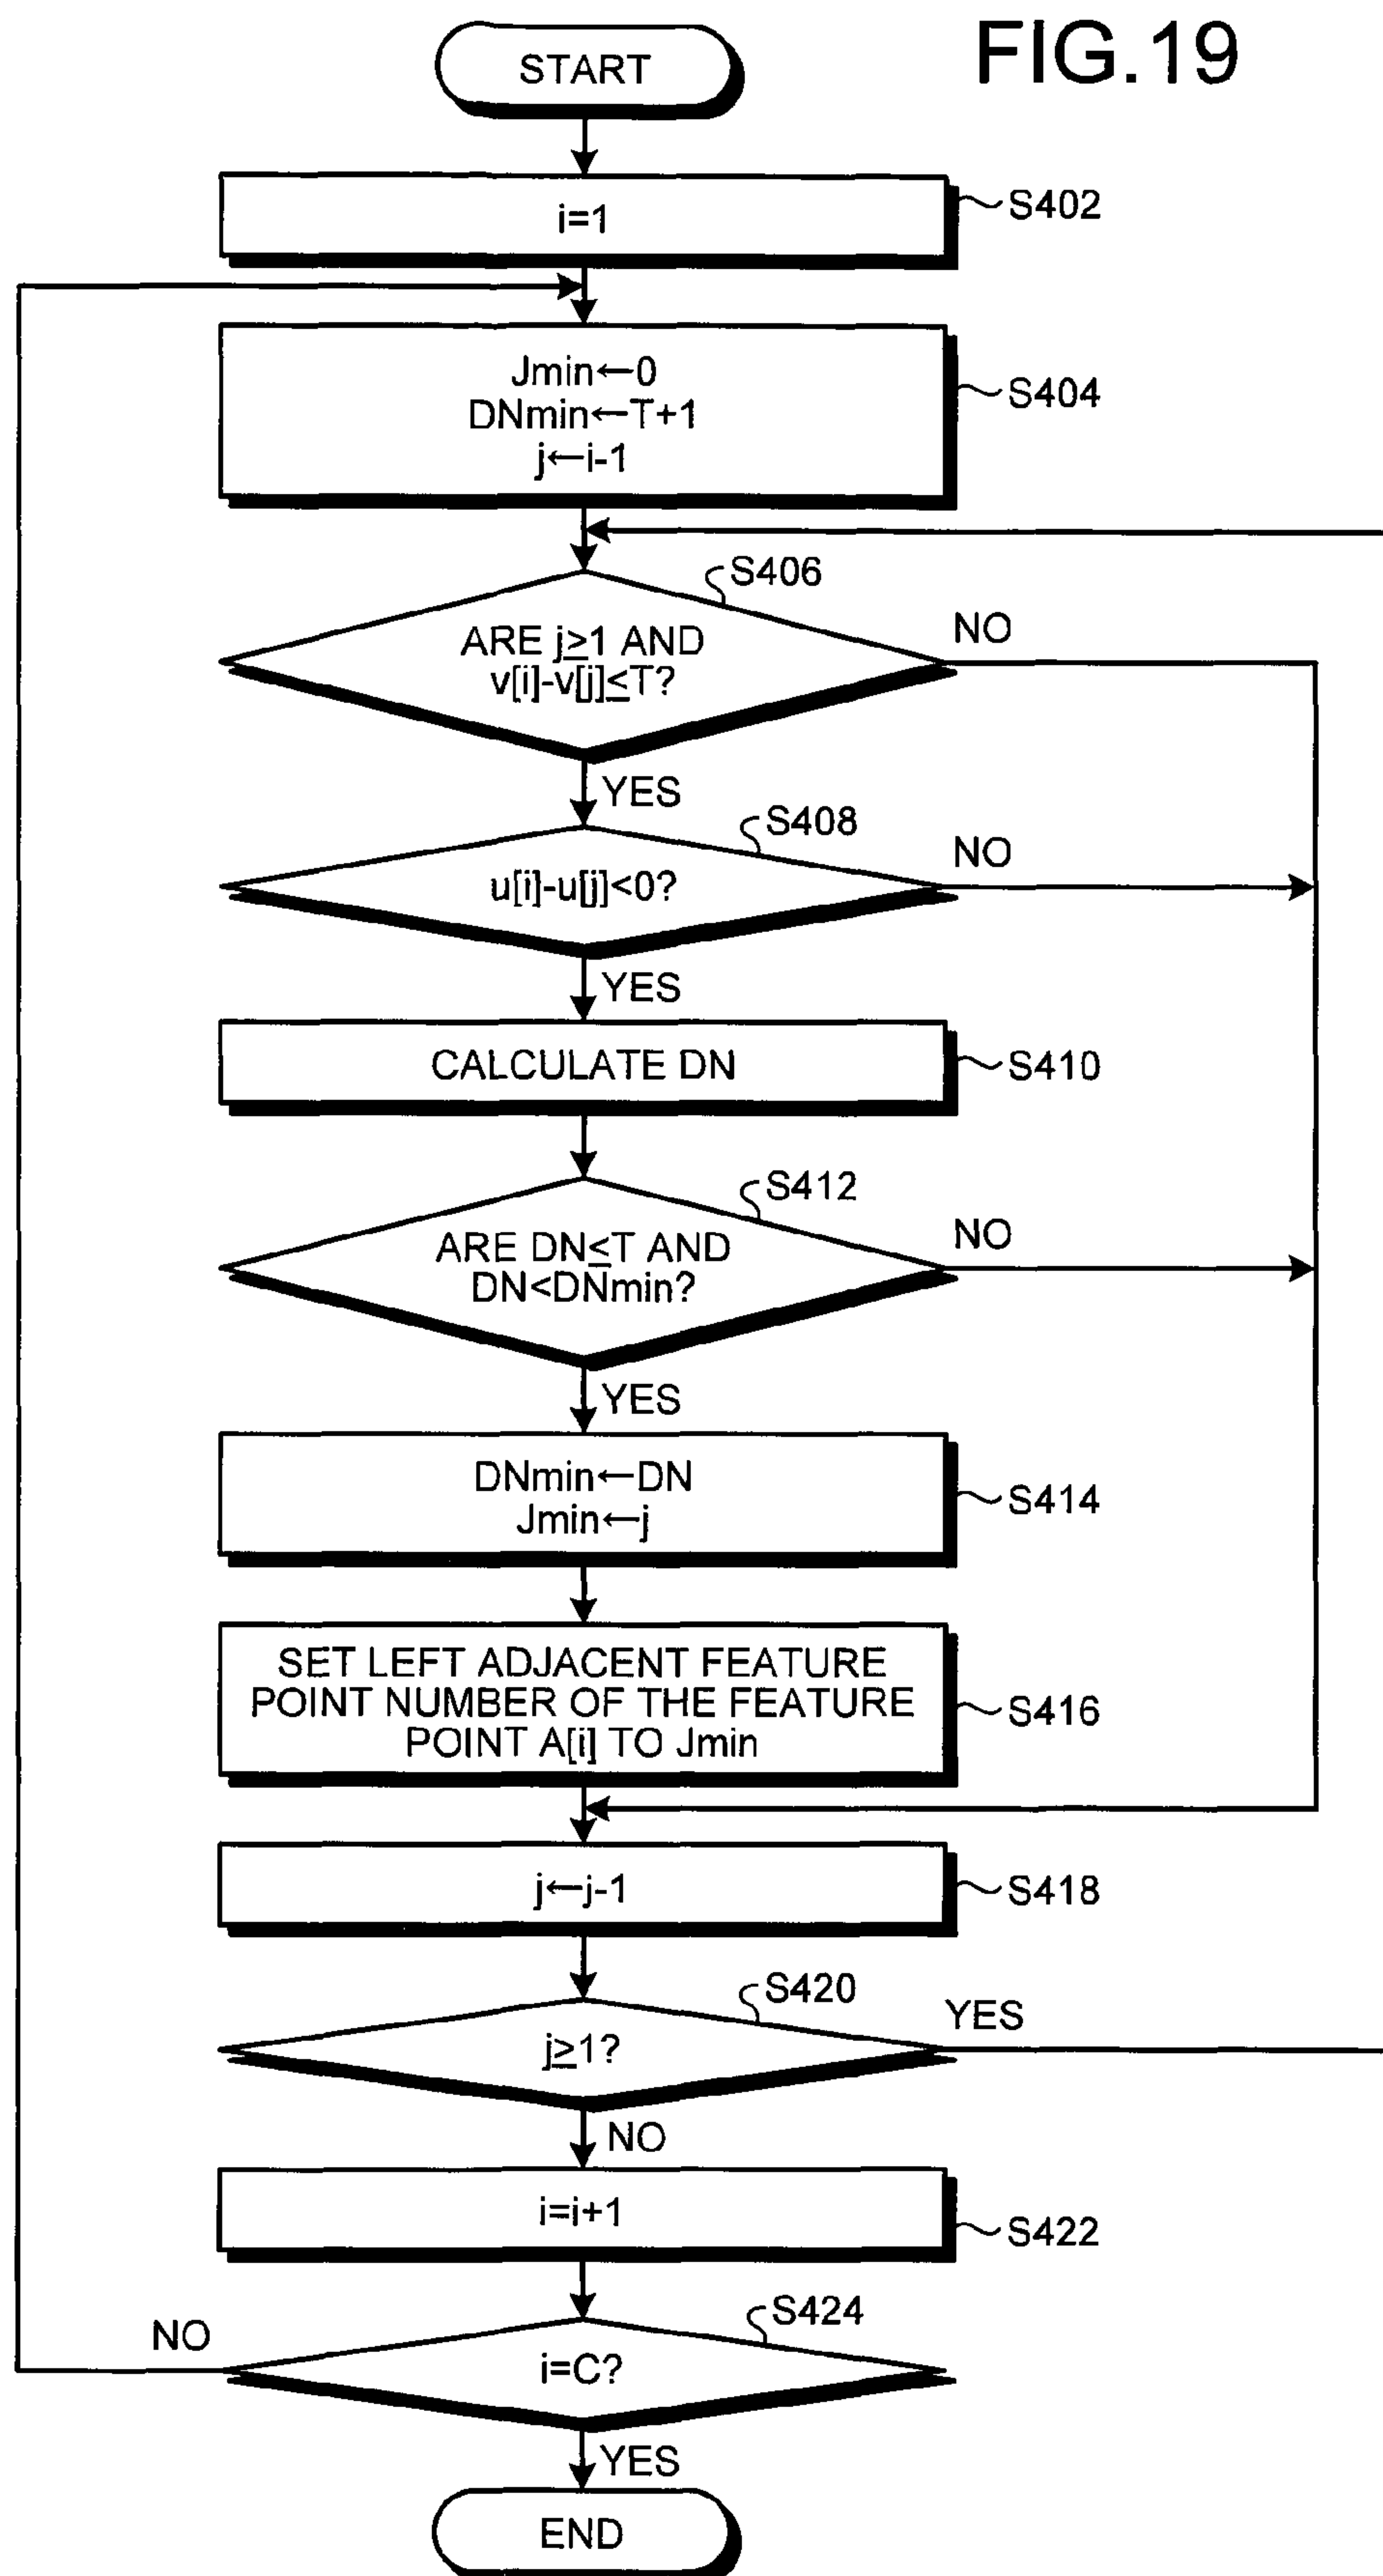 FIG.19
START
i=1
S402
Jmin←0
DNmin←T+1
j←i-1
S404
S406
ARE j≥1 AND
v[i]-v[j]≤T?
NO
YES
S408
u[i]-u[j]<0?
NO
YES
CALCULATE DN
S410
S412
ARE DN≤T AND
DN<DNmin?
NO
YES
DNmin←DN
Jmin←j
S414
SET LEFT ADJACENT FEATURE
POINT NUMBER OF THE FEATURE
POINT A[i] TO Jmin
S416
j←j-1
S418
S420
j≥1?
YES
NO
i=i+1
S422
S424
i=C?
NO
YES
END